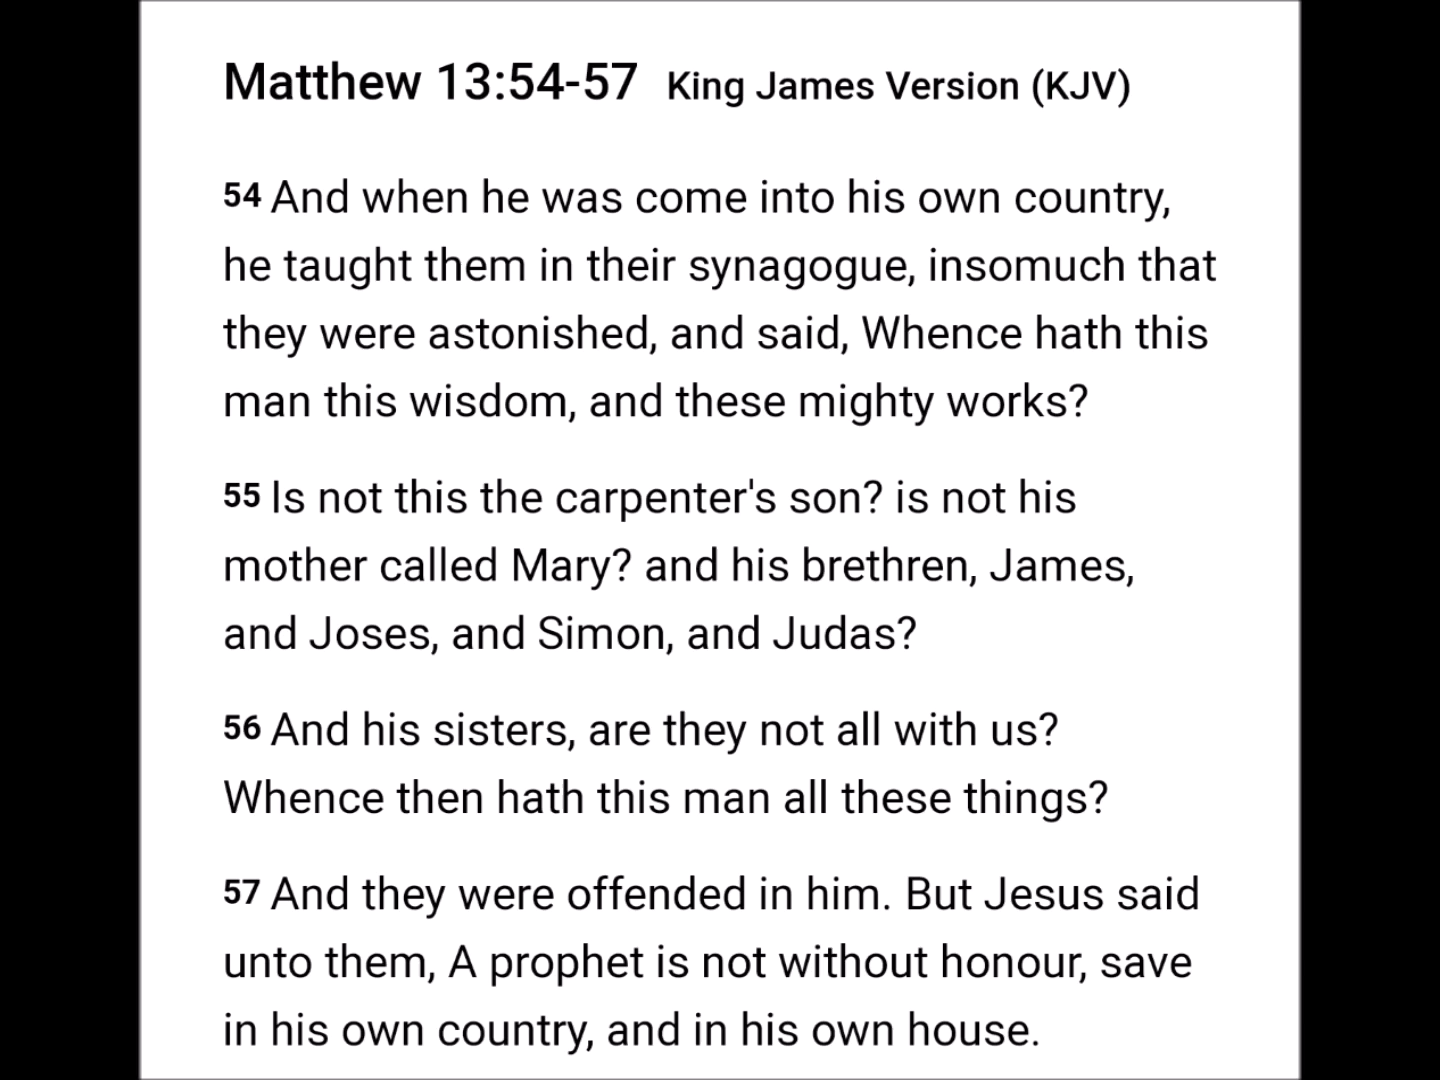 Matthew 13:54-57 King James Version (KJV)
54 And when he was come into his own country,
he taught them in their synagogue, insomuch that
they were astonished, and said, Whence hath this
man this wisdom, and these mighty works?
55 Is not this the carpenter's son? is not his
mother called Mary? and his brethren, James,
and Joses, and Simon, and Judas?
56 And his sisters, are they not all with us?
Whence then hath this man all these things?
57 And they were offended in him. But Jesus said
unto them, A prophet is not without honour, save
in his own country, and in his own house.